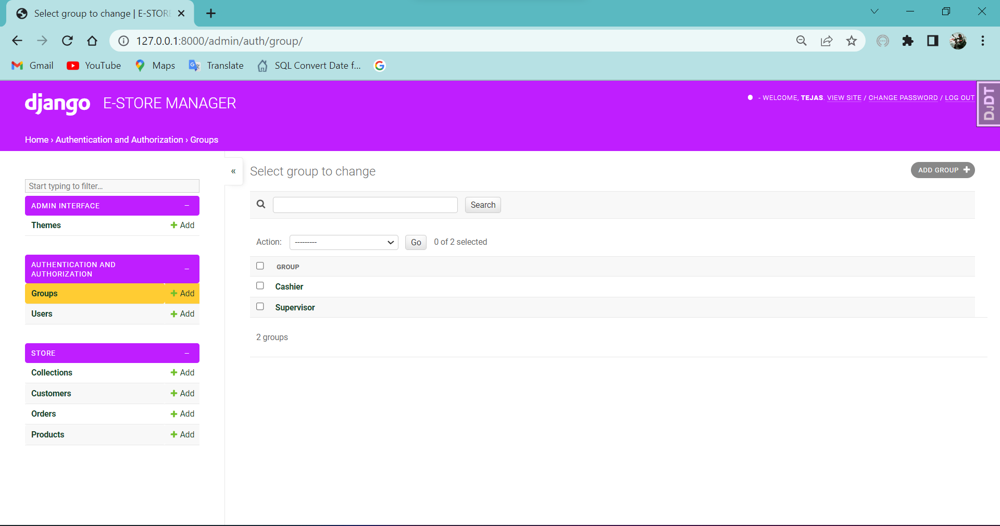 Select group to change | E-STORE
127.0.0.1:8000/admin/auth/group/
Gmail YouTube Maps Translate SQL Convert Date f...
django E-STORE MANAGER
- WELCOME, TEJAS. VIEW SITE / CHANGE PASSWORD / LOG OUT
DJDT
Home › Authentication and Authorization › Groups
«
Start typing to filter...
ADMIN INTERFACE −
Themes + Add
AUTHENTICATION AND
AUTHORIZATION −
Groups + Add
Users + Add
STORE −
Collections + Add
Customers + Add
Orders + Add
Products + Add
Select group to change
ADD GROUP +
Search
Action: --------- Go 0 of 2 selected
GROUP
Cashier
Supervisor
2 groups